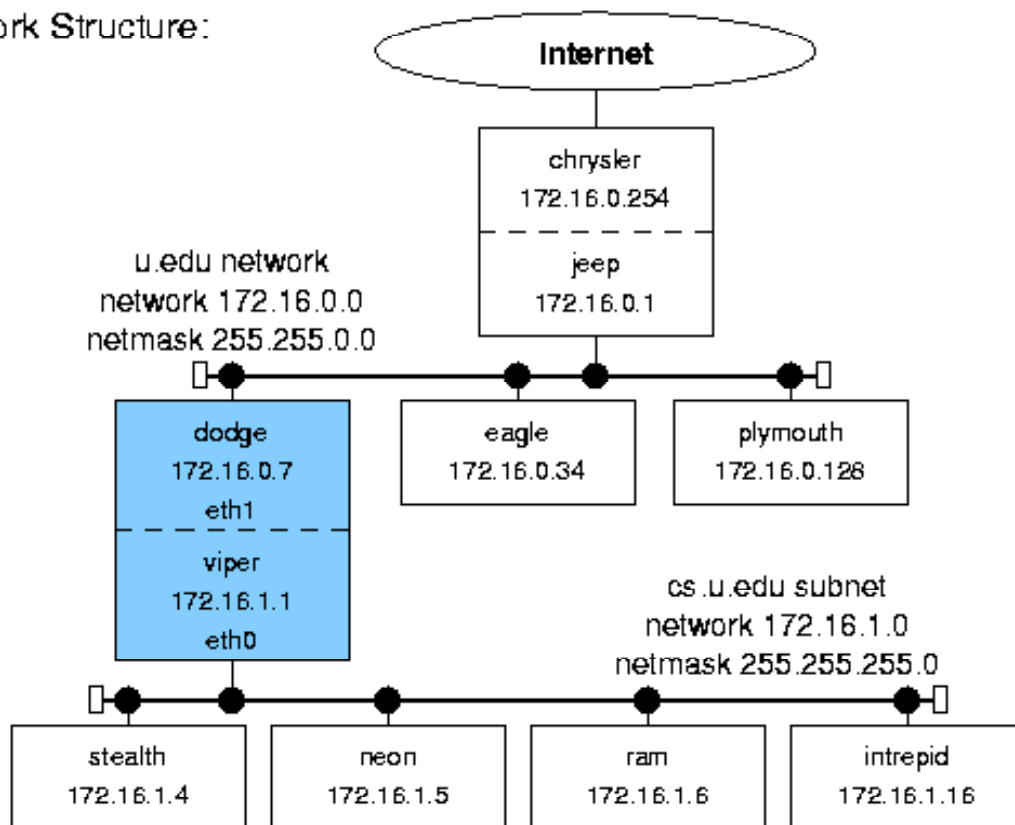 ork Structure:
Internet
chrysler
172.16.0.254
jeep
172.16.0.1
u.edu network
network 172.16.0.0
netmask 255.255.0.0
dodge
172.16.0.7
eth1
viper
172.16.1.1
eth0
eagle
172.16.0.34
plymouth
172.16.0.128
cs.u.edu subnet
network 172.16.1.0
netmask 255.255.255.0
stealth
172.16.1.4
neon
172.16.1.5
ram
172.16.1.6
intrepid
172.16.1.16